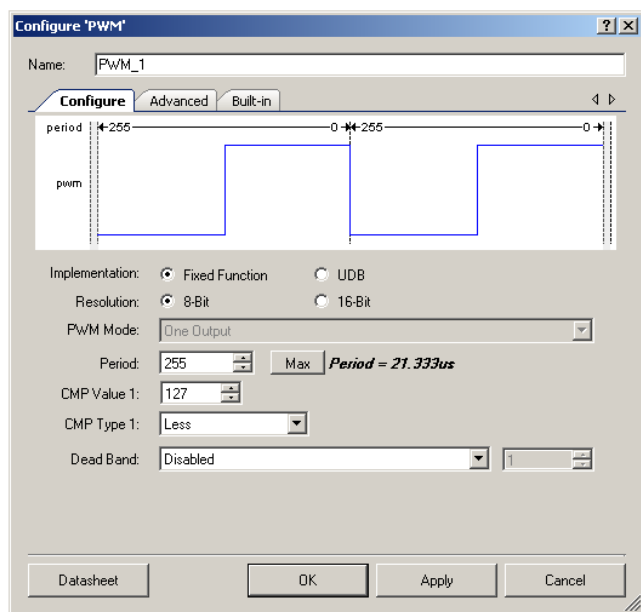 Configure 'PWM'
Name: PWM_1
Configure Advanced Built-in
period 255 0 255 0
pwm
Implementation: Fixed Function UDB
Resolution: 8-Bit 16-Bit
PWM Mode: One Output
Period: 255 Max Period = 21.333us
CMP Value 1: 127
CMP Type 1: Less
Dead Band: Disabled 1
Datasheet OK Apply Cancel